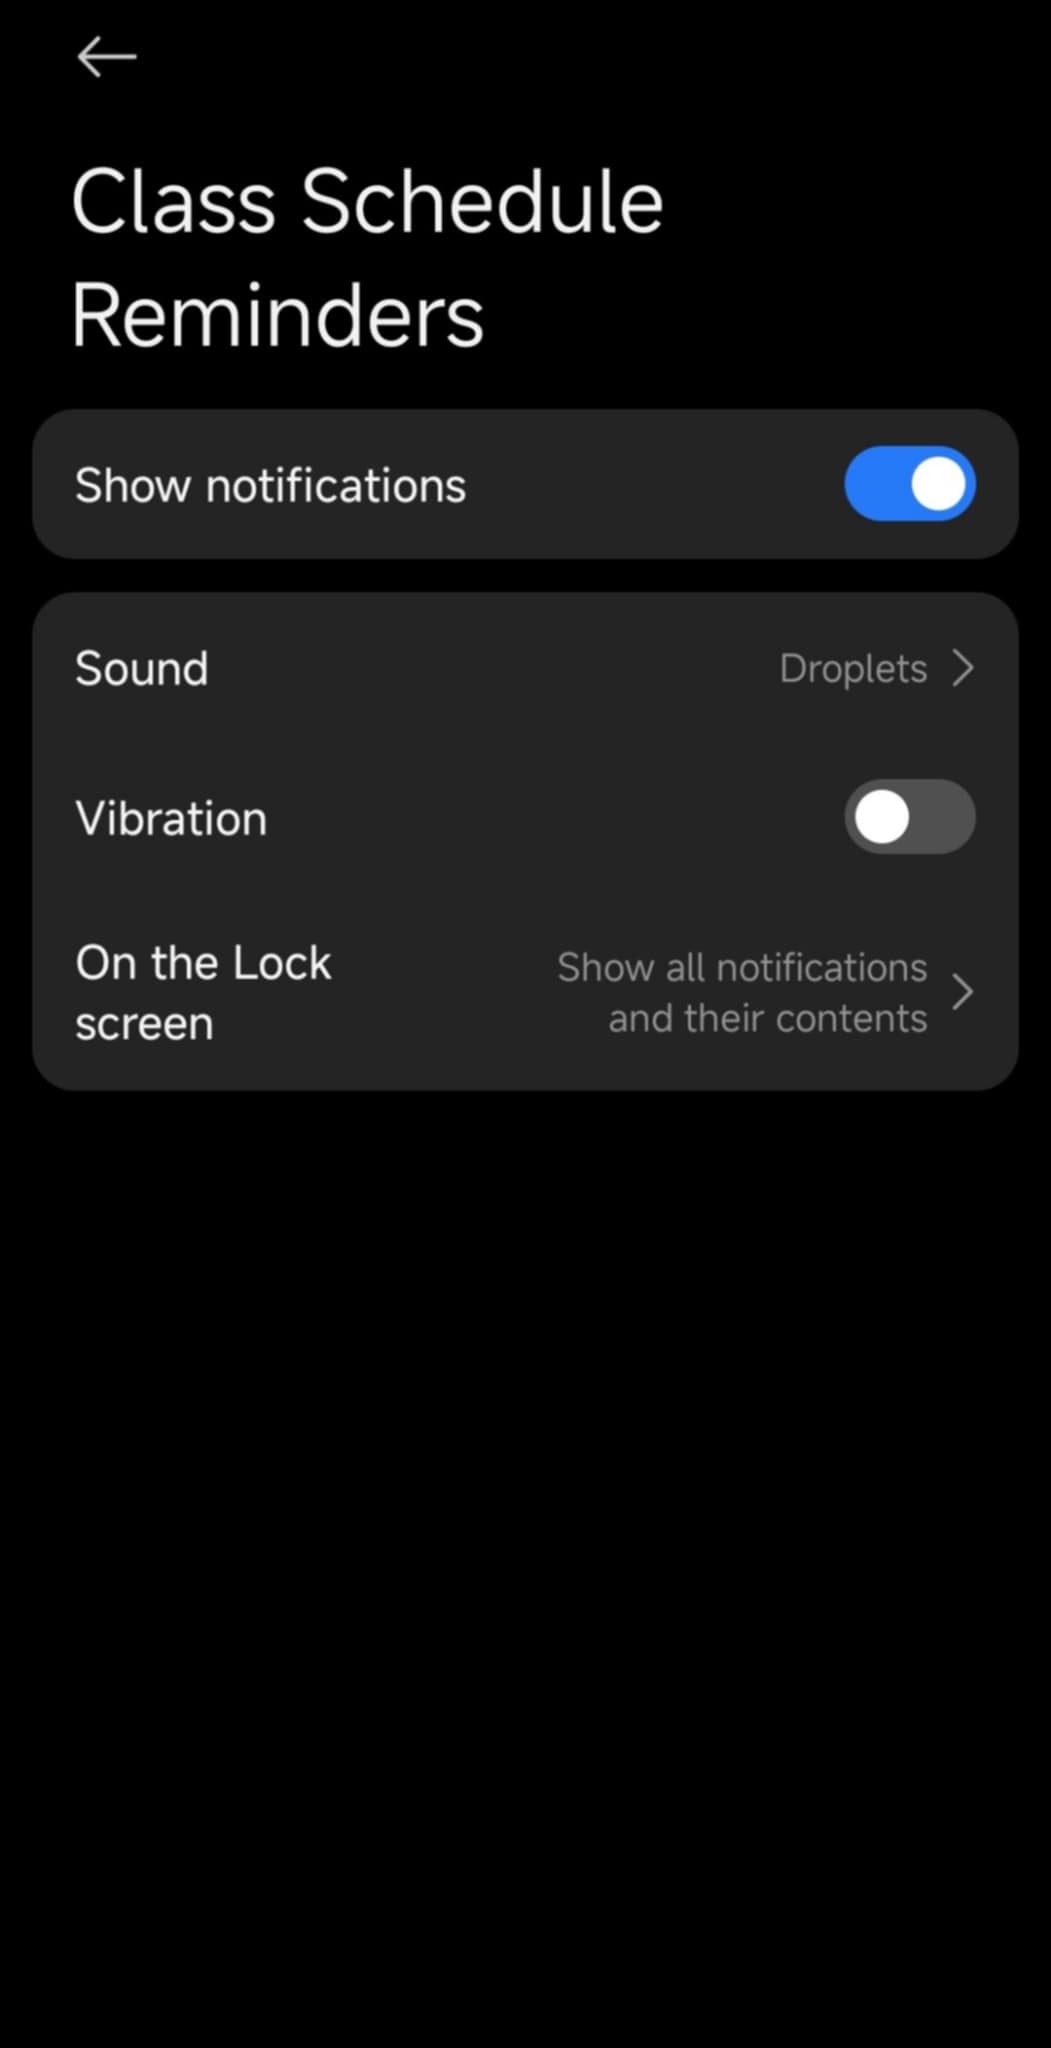 Class Schedule
Reminders
Show notifications
Sound
Droplets
Vibration
On the Lock
screen
Show all notifications
and their contents